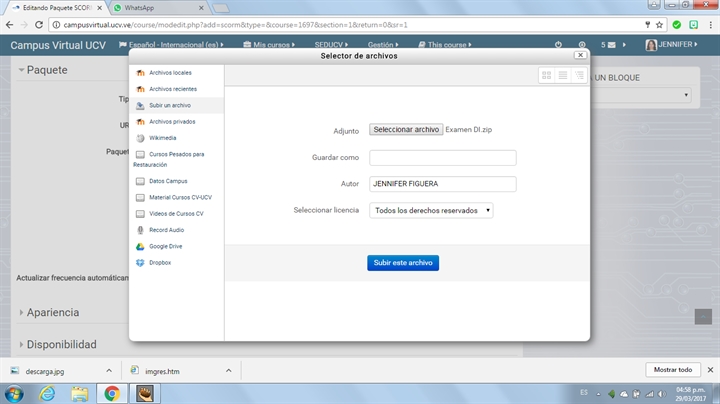 Editando Paquete SCORM
WhatsApp
campusvirtual.ucv.ve/course/modedit.php?add=scorm&type=&course=1697&section=1&return=0&sr=1
Campus Virtual UCV
Español - Internacional (es)
Mis cursos
SEDUCV
Gestión
This course
5
JENNIFER
Selector de archivos
Paquete
A UN BLOQUE
Archivos locales
Archivos recientes
Subir un archivo
Archivos privados
Wikimedia
Cursos Pesados para
Restauración
Datos Campus
Material Cursos CV-UCV
Videos de Cursos CV
Record Audio
Google Drive
Dropbox
Tip
UR
Paquet
Adjunto
Seleccionar archivo
Examen DI.zip
Guardar como
Autor
JENNIFER FIGUERA
Seleccionar licencia
Todos los derechos reservados
Subir este archivo
Actualizar frecuencia automátican
Apariencia
Disponibilidad
descarga.jpg
imgres.htm
Mostrar todo
ES
04:58 p.m.
29/03/2017